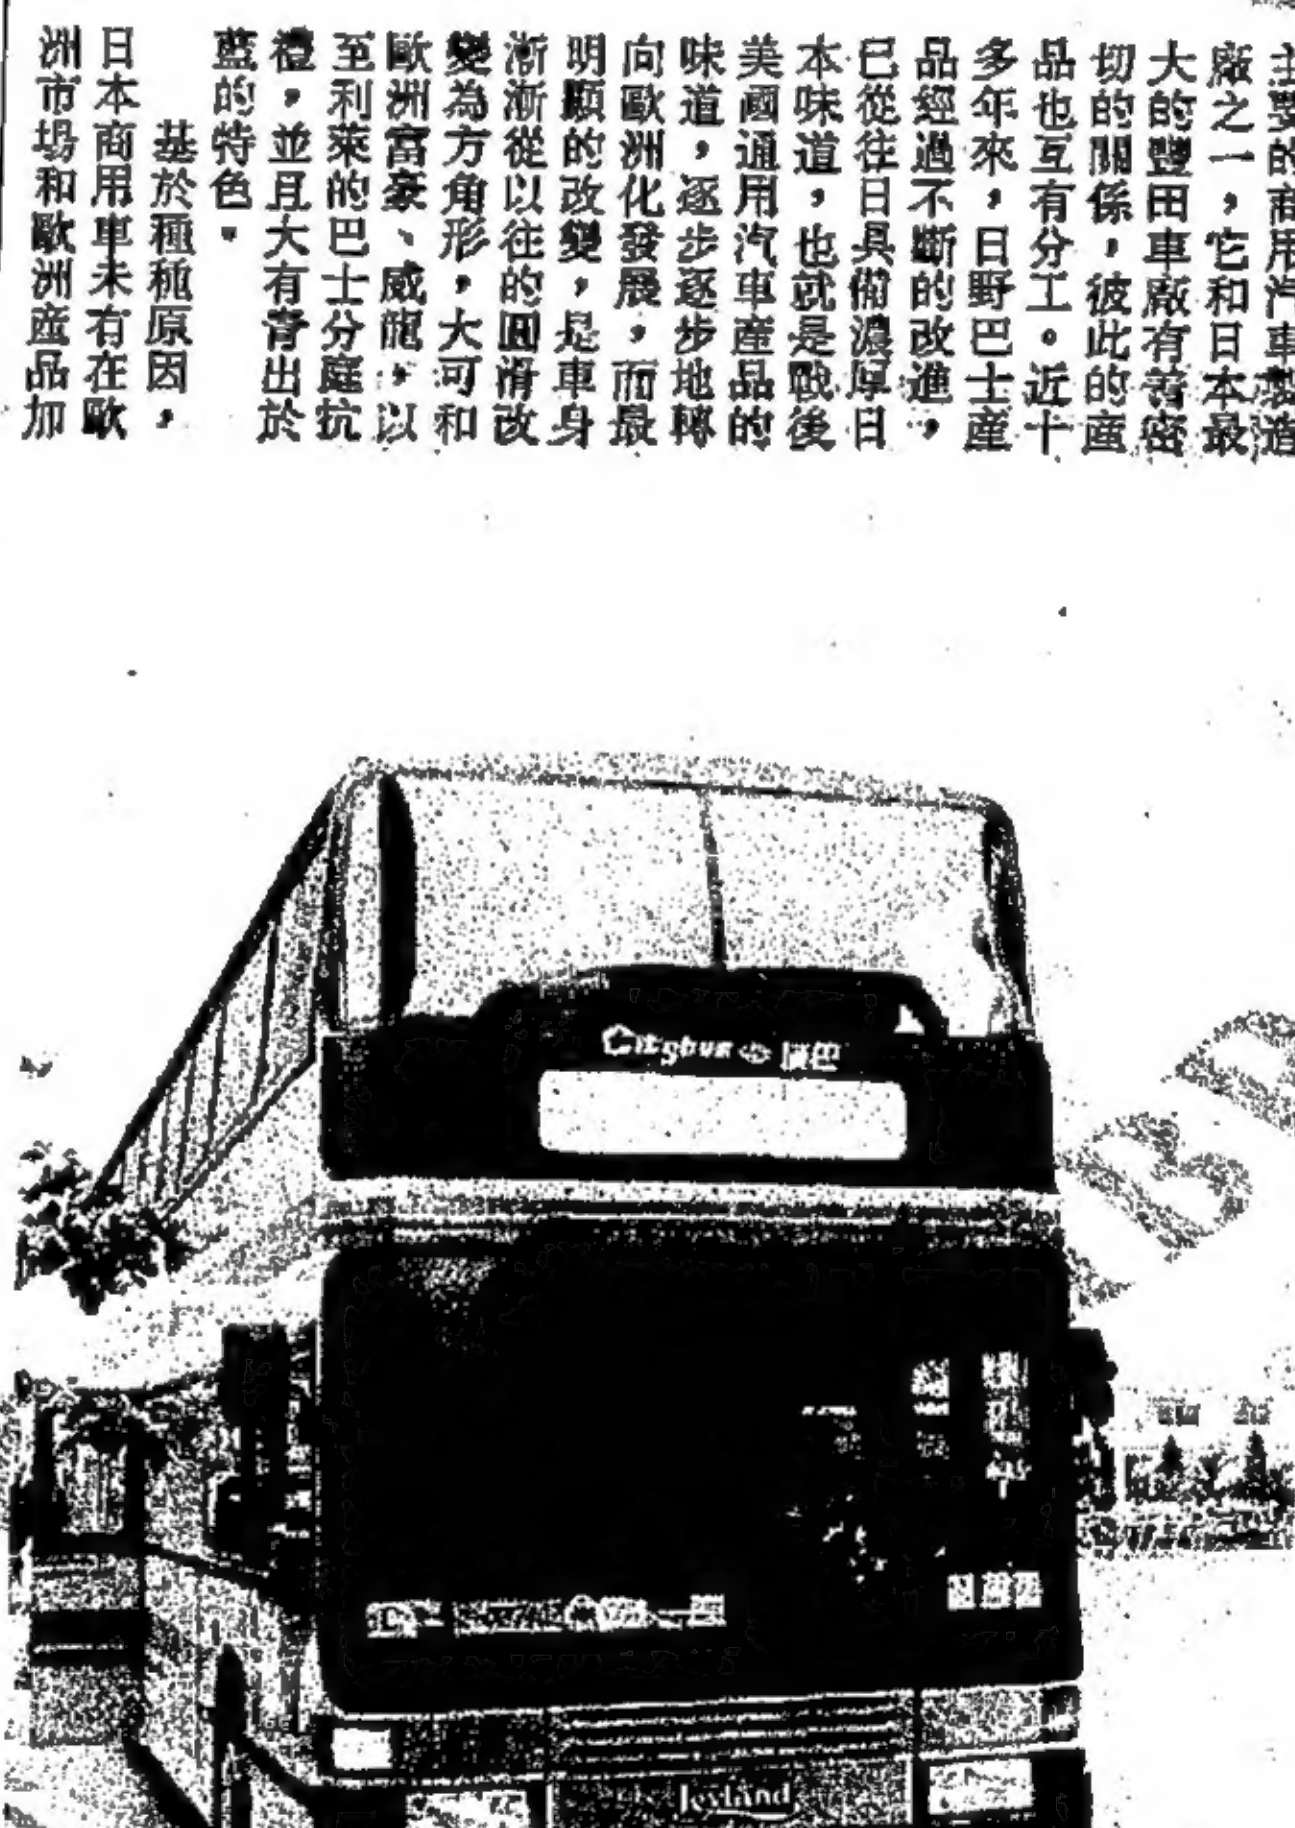 主要的商用汽車製造
廠之一，它和日本最
大的豐田車廠有着密
切的關係，彼此的產
品也互有分工。近十
多年來，日野巴士產
品經過不斷的改進，
已從往日具備濃厚日
本味道，也就是戰後
美國通用汽車產品的
味道，逐步逐步地轉
向歐洲化發展，而最
明顯的改變，是車身
漸漸從以往的圓滑改
變為方角形，大可和
歐洲富豪、威龍，以
至利萊的巴士分庭抗
禮，並且大有青出於
藍的特色。
基於種種原因，
日本商用車未有在歐
洲市場和歐洲產品加
Citybus 城巴
Leyland